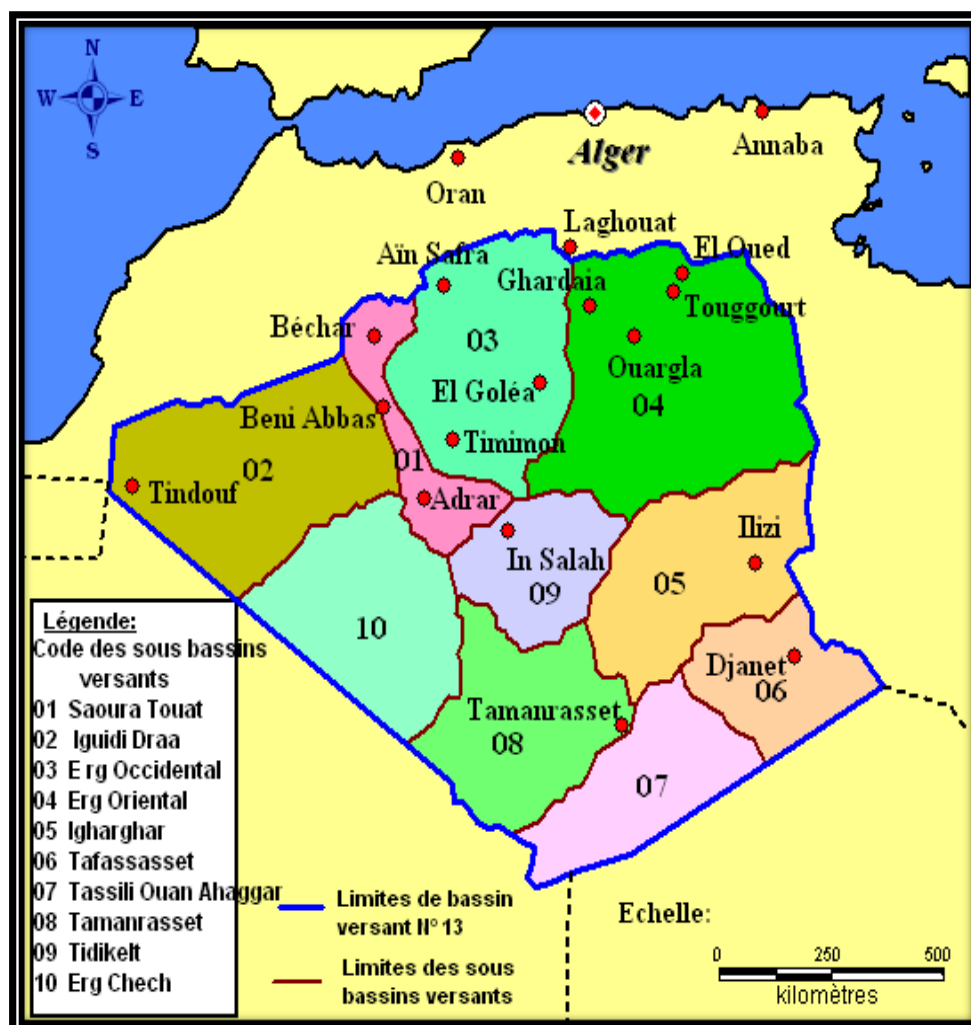 N
W E
S
Alger
Annaba
Oran
Laghouat
Aïn Safra
El Oued
Ghardaia
Touggourt
Béchar
03
Ouargla
El Goléa
04
Beni Abbas
Timimon
01
02
Tindouf
Adrar
Ilizi
In Salah
05
09
10
Djanet
06
Tamanrasset
08
07
Légende:
Code des sous bassins
versants
01 Saoura Touat
02 Iguidi Draa
03 E rg Occidental
04 Erg Oriental
05 Igharghar
06 Tafassasset
07 Tassili Ouan Ahaggar
08 Tamanrasset
09 Tidikelt
10 Erg Chech
Limites de bassin
versant N° 13
Limites des sous
bassins versants
Echelle:
0 250 500
kilomètres